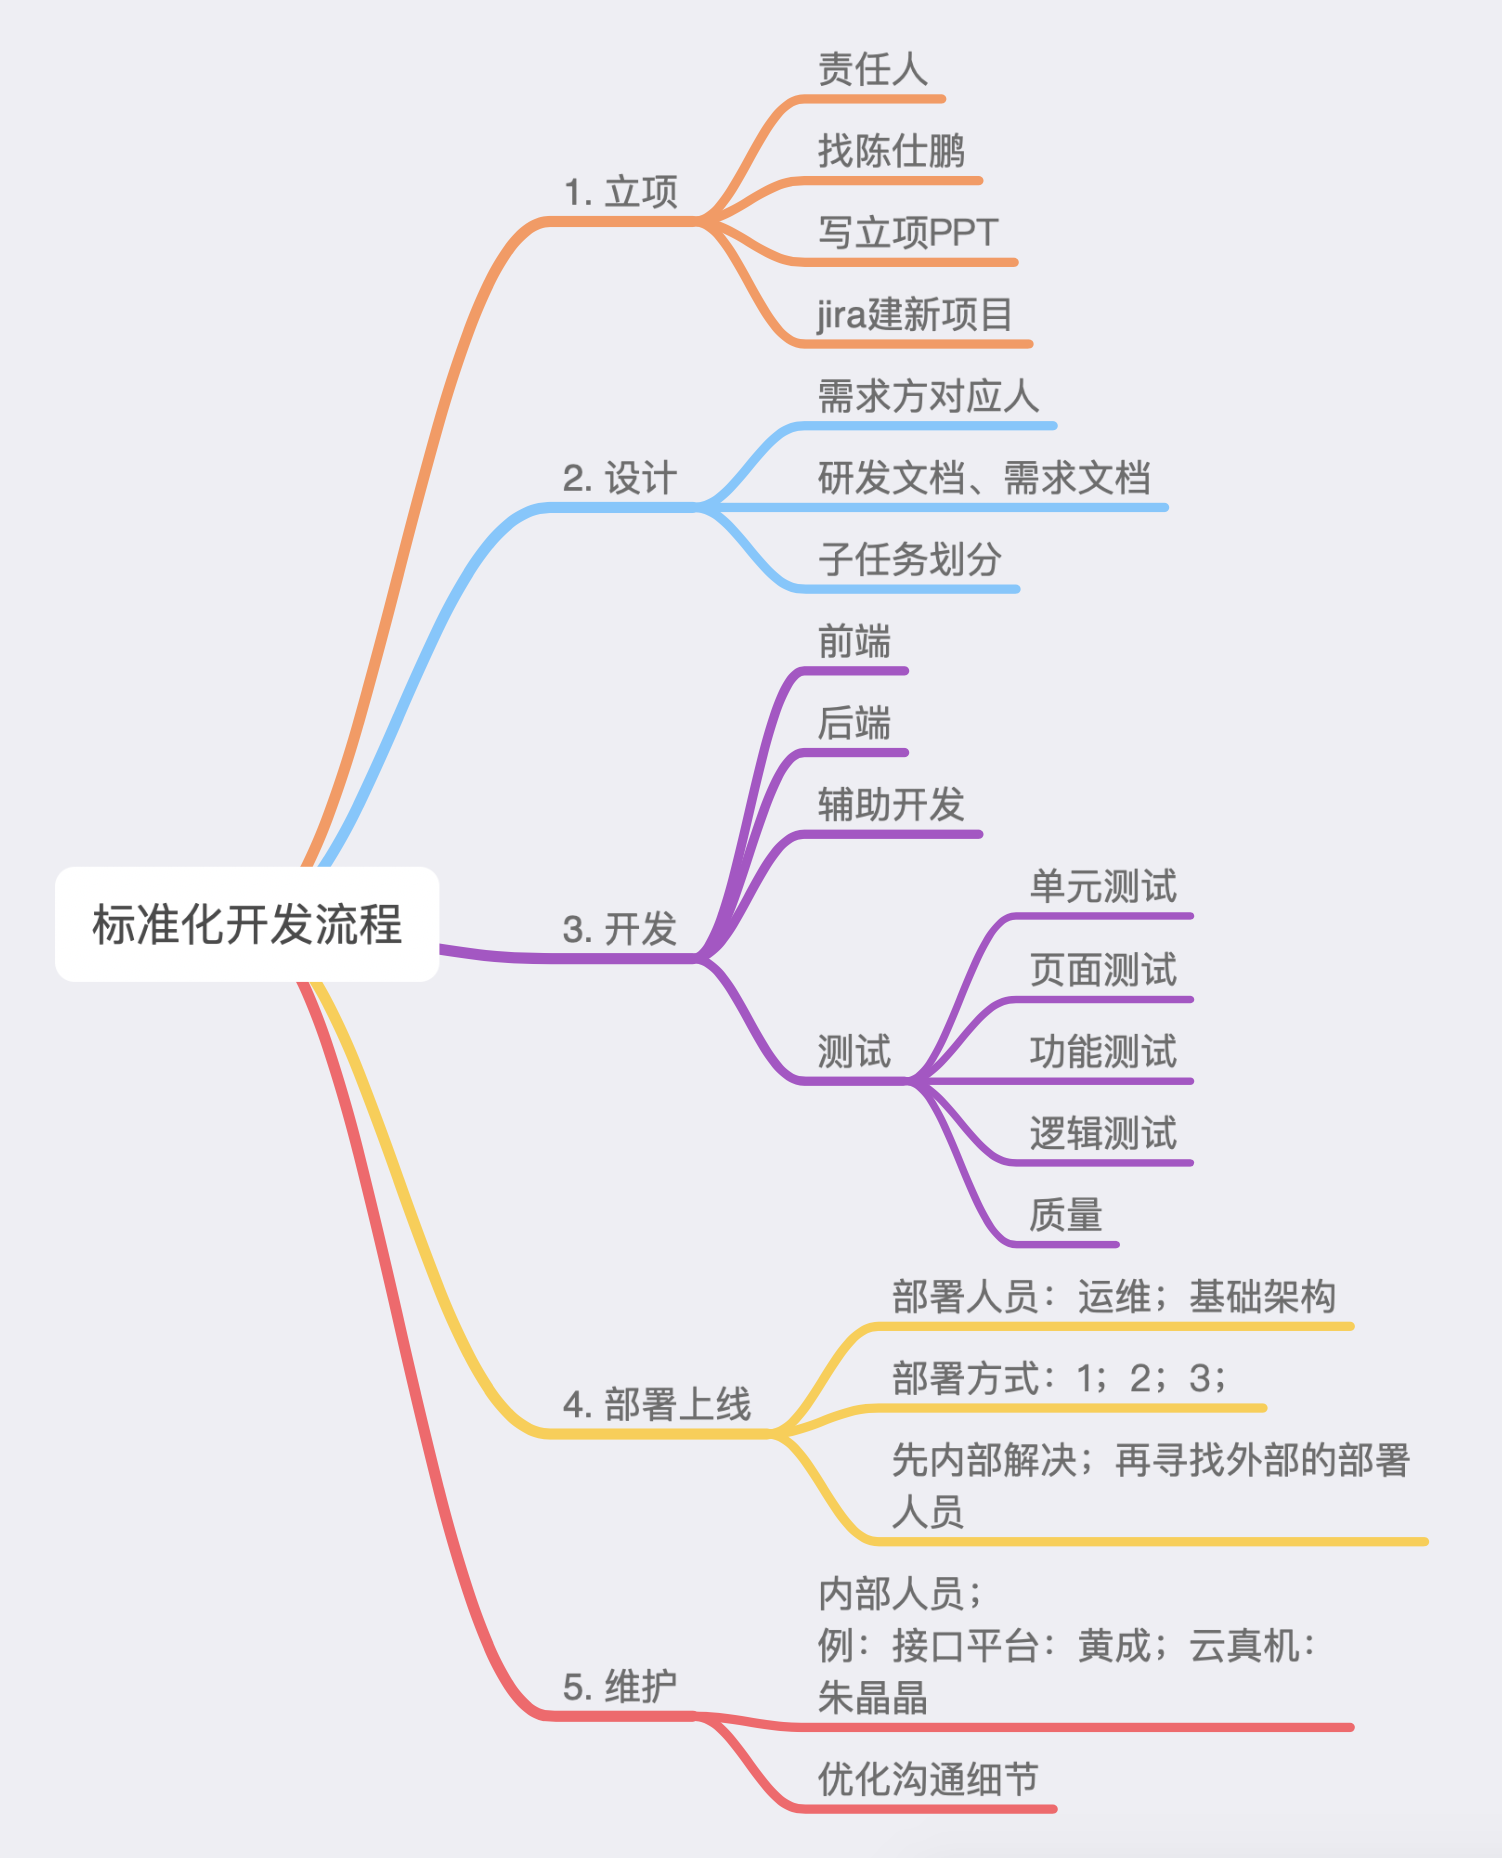 标准化开发流程
1. 立项
责任人
找陈仕鹏
写立项PPT
jira建新项目
2. 设计
需求方对应人
研发文档、需求文档
子任务划分
3. 开发
前端
后端
辅助开发
测试
单元测试
页面测试
功能测试
逻辑测试
质量
4. 部署上线
部署人员：运维；基础架构
部署方式：1；2；3；
先内部解决；再寻找外部的部署
人员
5. 维护
内部人员；
例：接口平台：黄成；云真机：
朱晶晶
优化沟通细节